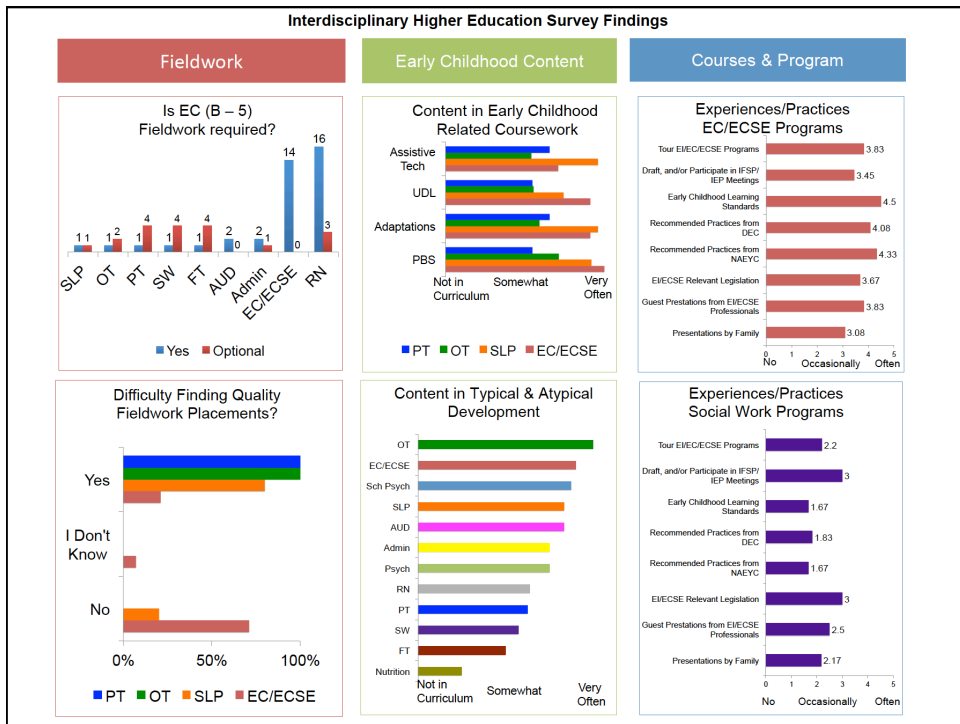 Interdisciplinary Higher Education Survey Findings
Fieldwork
Is EC (B – 5)
Fieldwork required?
1 1
1 2
1 4
1 4
1 4
2 0
2 1
14 0
16 3
SLP
OT
PT
SW
FT
AUD
Admin
EC/ECSE
RN
Yes Optional
Difficulty Finding Quality
Fieldwork Placements?
Yes
I Don't
Know
No
0% 50% 100%
PT OT SLP EC/ECSE
Early Childhood Content
Content in Early Childhood
Related Coursework
Assistive
Tech
UDL
Adaptations
PBS
Not in
Curriculum
Somewhat
Very
Often
PT OT SLP EC/ECSE
Content in Typical & Atypical
Development
OT
EC/ECSE
Sch Psych
SLP
AUD
Admin
Psych
RN
PT
SW
FT
Nutrition
Not in
Curriculum
Somewhat
Very
Often
Courses & Program
Experiences/Practices
EC/ECSE Programs
Tour EI/EC/ECSE Programs 3.83
Draft, and/or Participate in IFSP/
IEP Meetings 3.45
Early Childhood Learning
Standards 4.5
Recommended Practices from
DEC 4.08
Recommended Practices from
NAEYC 4.33
EI/ECSE Relevant Legislation 3.67
Guest Prestations from EI/ECSE
Professionals 3.83
Presentations by Family 3.08
0 1 2 3 4 5
No Occasionally Often
Experiences/Practices
Social Work Programs
Tour EI/EC/ECSE Programs 2.2
Draft, and/or Participate in IFSP/
IEP Meetings 3
Early Childhood Learning
Standards 1.67
Recommended Practices from
DEC 1.83
Recommended Practices from
NAEYC 1.67
EI/ECSE Relevant Legislation 3
Guest Prestations from EI/ECSE
Professionals 2.5
Presentations by Family 2.17
0 1 2 3 4 5
No Occasionally Often